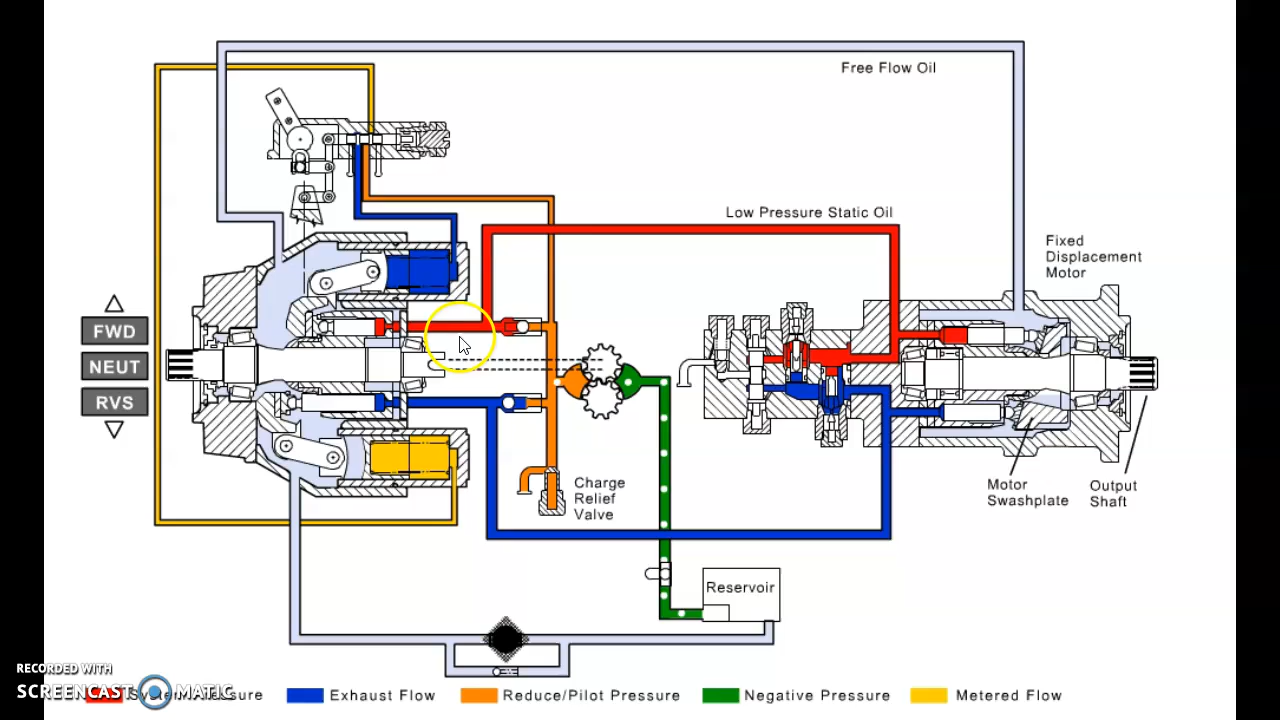 Free Flow Oil
Low Pressure Static Oil
Fixed
Displacement
Motor
FWD
NEUT
RVS
Charge
Relief
Valve
Motor
Swashplate
Output
Shaft
Reservoir
RECORDED WITH
SCREENCAST MATIC
Exhaust Flow
Reduce/Pilot Pressure
Negative Pressure
Metered Flow